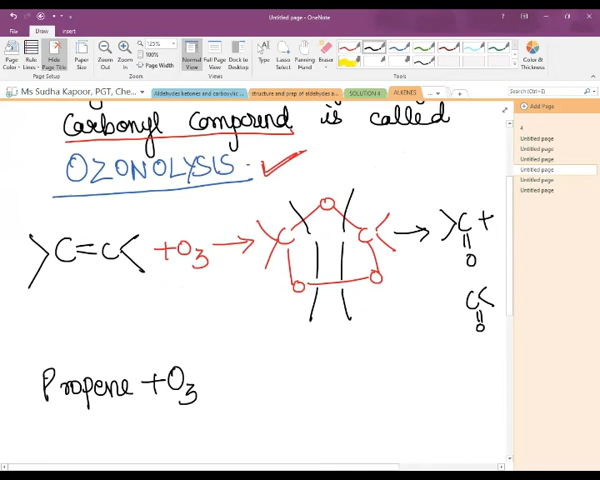 Untitled page - OneNote
File Draw Insert
Page Color
Rule Lines
Hide Page Title
Paper Size
Page Setup
Zoom Out
Zoom In
125%
100%
Page Width
Zoom
Normal View
Full Page View
Dock to Desktop
Views
Type
Lasso Select
Panning Hand
Eraser
Tools
Color & Thickness
Ms Sudha Kapoor, PGT, Che...
Aldehydes ketones and carboxylic ...
structure and prep of aldehydes a...
SOLUTION 4
ALKENES
Search (Ctrl+E)
Add Page
4
Untitled page
Untitled page
Untitled page
Untitled page
Untitled page
Untitled page
Carbonyl compound is called
OZONOLYSIS
C=C +O3 → C O C O O → C=O +
C=O
Propene +O3